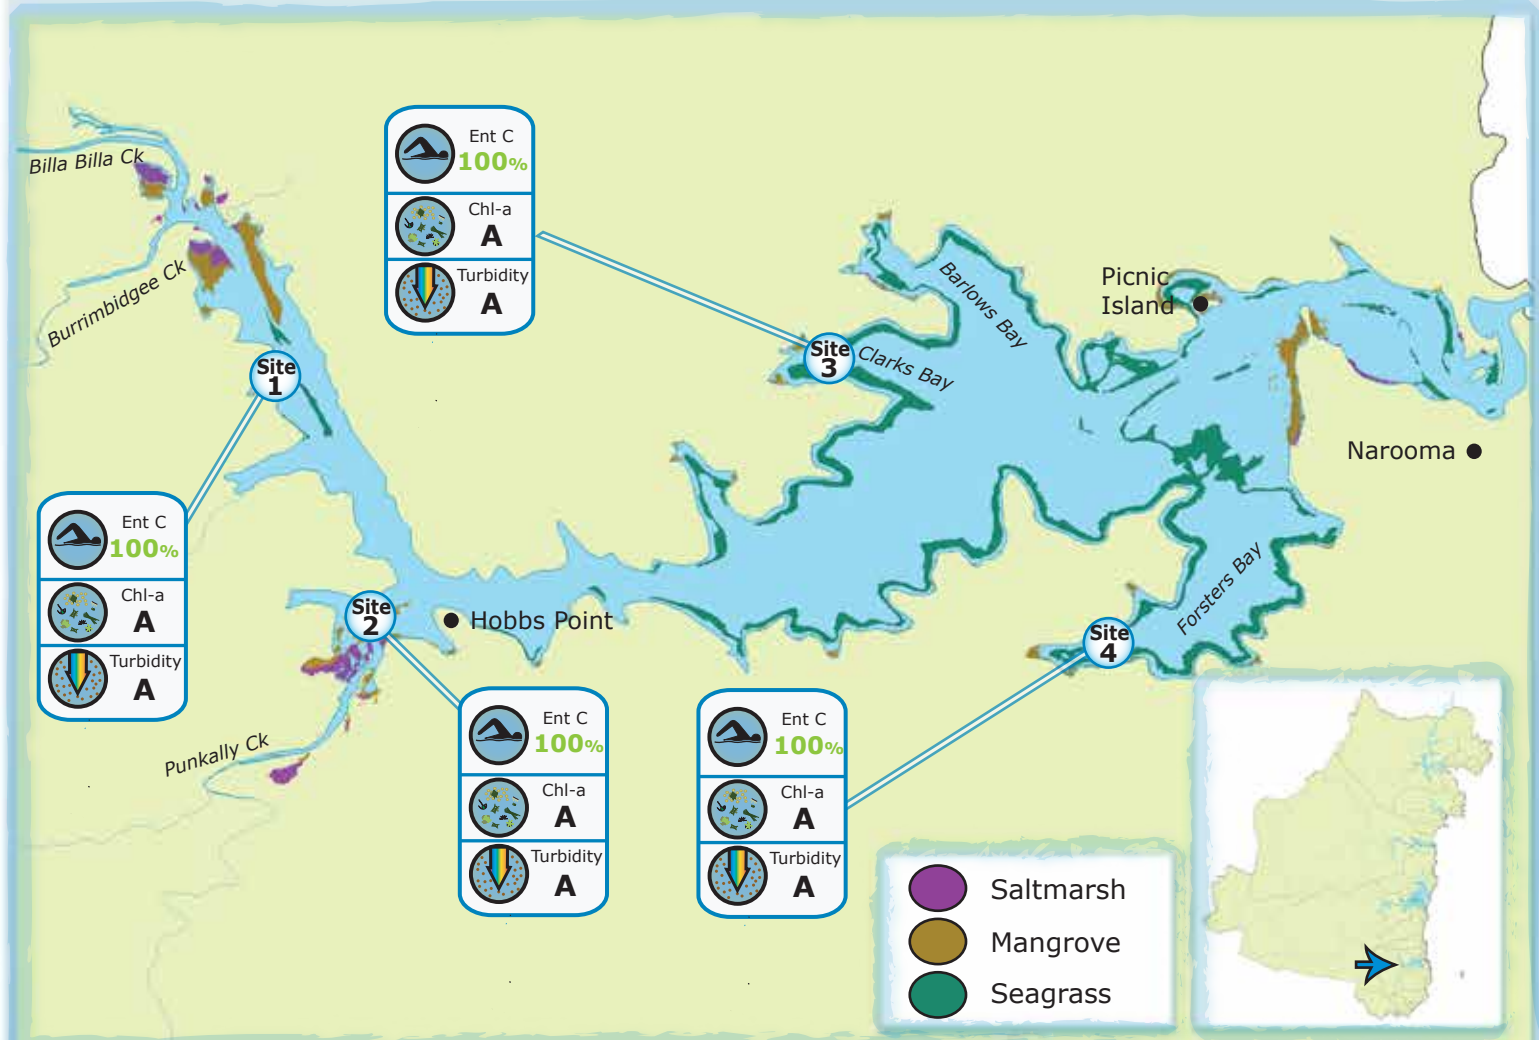 Billa Billa Ck
Burrimbidgee Ck
Ent C
100%
Chl-a
A
Turbidity
A
Site
3
Clarks Bay
Barlows Bay
Picnic
Island
Narooma
Site
1
Ent C
100%
Chl-a
A
Turbidity
A
Site
2
Hobbs Point
Punkally Ck
Ent C
100%
Chl-a
A
Turbidity
A
Ent C
100%
Chl-a
A
Turbidity
A
Site
4
Forsters Bay
Saltmarsh
Mangrove
Seagrass